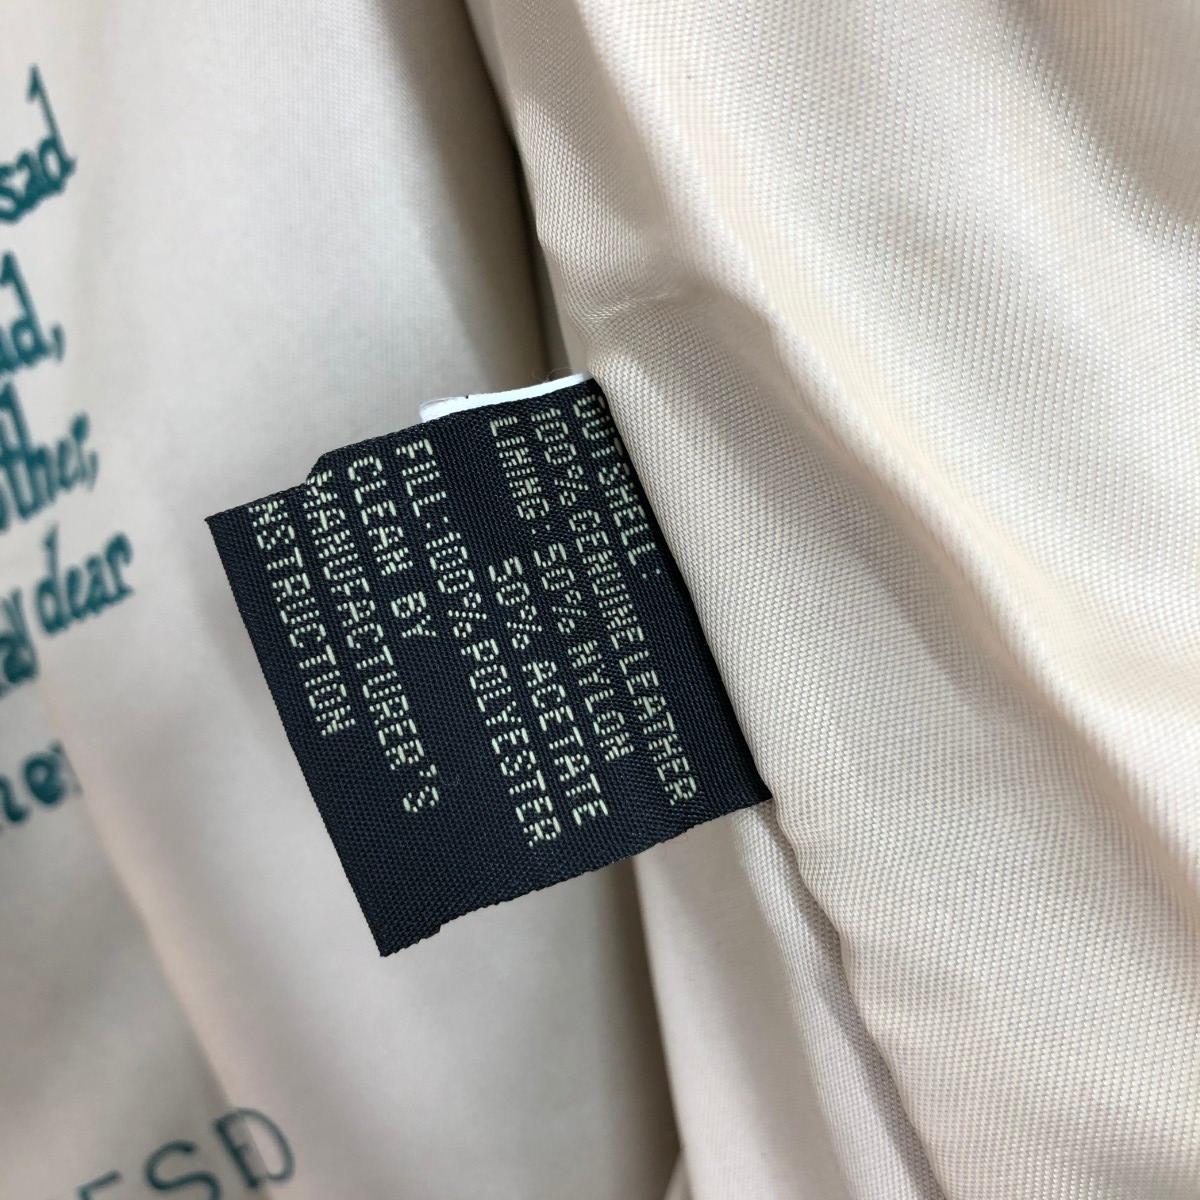 OUTSHELL:
100% GENUINE LEATHER
LINING: 50% NYLON
50% ACETATE
FILL: 100% POLYESTER
CLEAN BY
MANUFACTURER'S
INSTRUCTION
sad
ad,
other,
dear
ESD